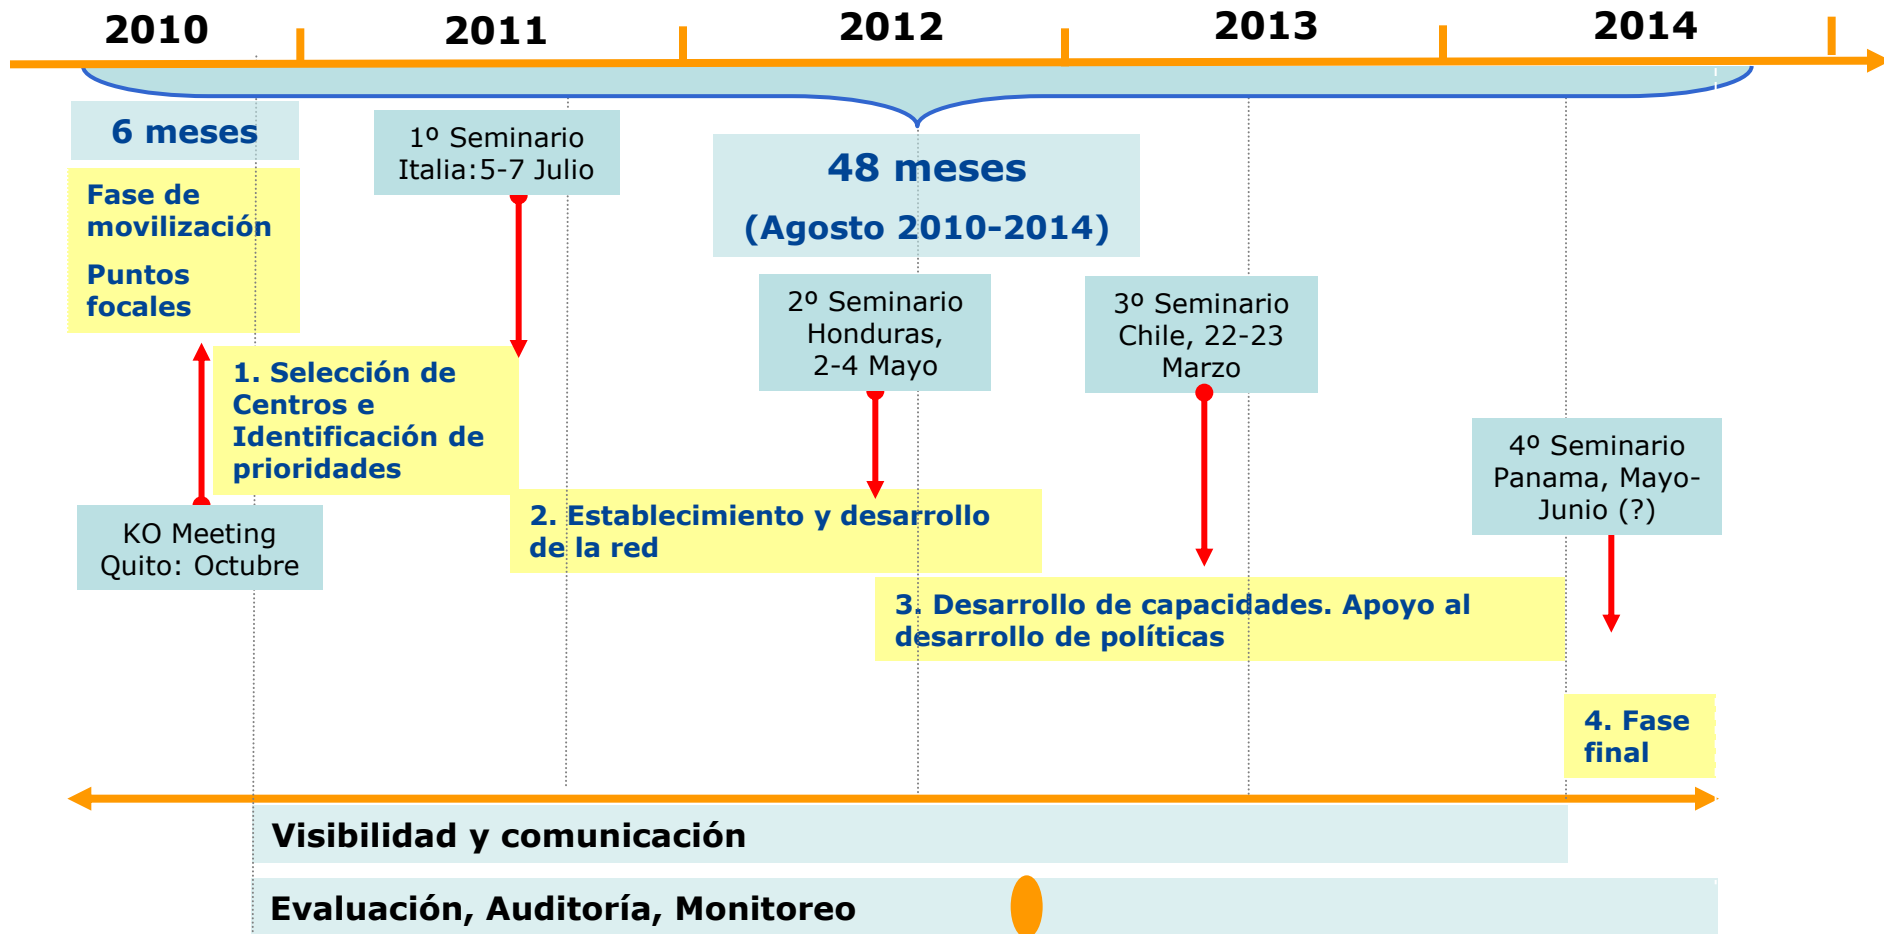 2010
2011
2012
2013
2014
6 meses
Fase de
movilización
Puntos
focales
1º Seminario
Italia:5-7 Julio
48 meses
(Agosto 2010-2014)
2º Seminario
Honduras,
2-4 Mayo
3º Seminario
Chile, 22-23
Marzo
1. Selección de
Centros e
Identificación de
prioridades
4º Seminario
Panama, Mayo-
Junio (?)
KO Meeting
Quito: Octubre
2. Establecimiento y desarrollo
de la red
3. Desarrollo de capacidades. Apoyo al
desarrollo de políticas
4. Fase
final
Visibilidad y comunicación
Evaluación, Auditoría, Monitoreo